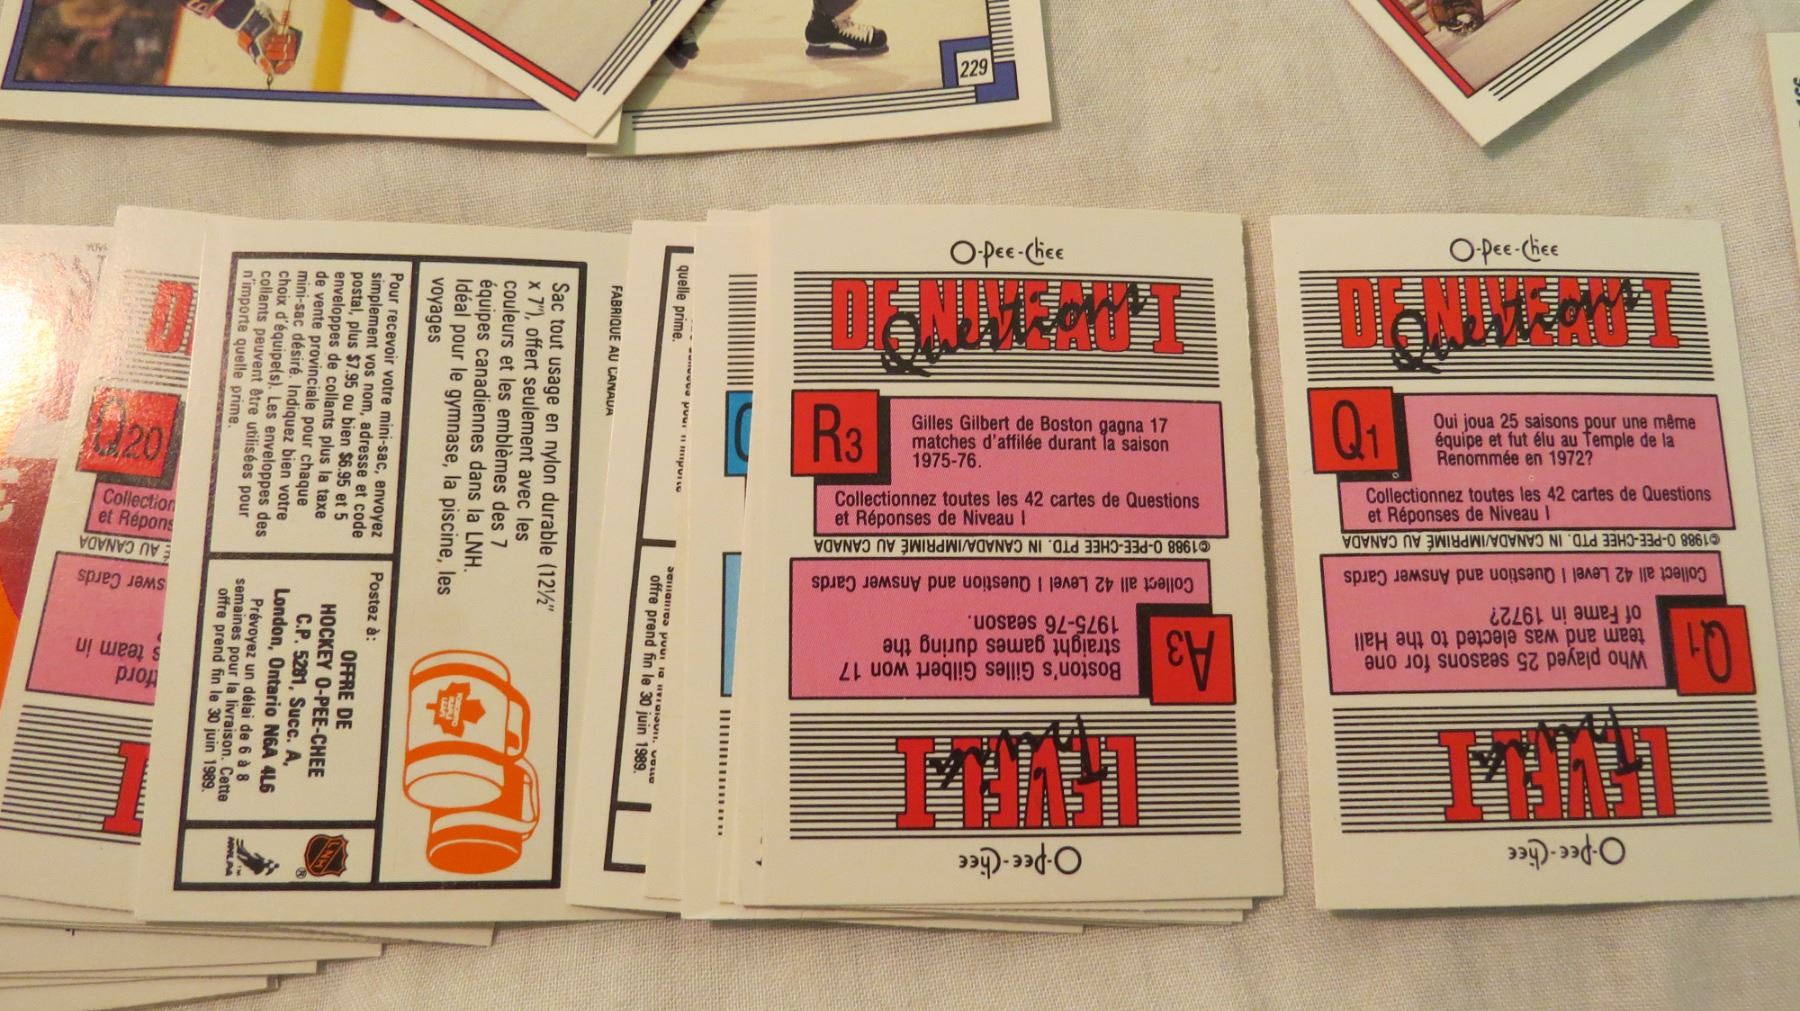 229
Q20
Collection
et Répons
Pour recevoir votre mini-sac, envoyez
simplement vos nom, adresse et code
postal, plus $7.95 ou bien $6.95 et 5
enveloppes de collants plus la taxe
de vente provinciale pour chaque
mini-sac désiré. Indiquez bien votre
choix d'équipe(s). Les enveloppes des
collants peuvent être utilisées pour
n'importe quelle prime.
Sac tout usage en nylon durable (12½"
x 7"), offert seulement avec les
couleurs et les emblèmes des 7
équipes canadiennes dans la LNH.
Idéal pour le gymnase, la piscine, les
voyages
Postez à:
OFFRE DE
HOCKEY O-PEE-CHEE
C.P. 5281, Succ. A,
London, Ontario N6A 4L6
Prévoyez un délai de 6 à 8
semaines pour la livraison. Cette
offre prend fin le 30 juin 1989.
LNH
NHLPA
FABRIQUÉ AU CANADA
quelle prime.
offre prend fin le 30 juin 1989.
O-Pee-Chee
Questions
DE NIVEAU I
R3
Gilles Gilbert de Boston gagna 17
matches d'affilée durant la saison
1975-76.
Collectionnez toutes les 42 cartes de Questions
et Réponses de Niveau I
©1988 O-PEE-CHEE PTD. IN CANADA/IMPRIMÉ AU CANADA
Collect all 42 Level I Question and Answer Cards
A3
Boston's Gilles Gilbert won 17
straight games during the
1975-76 season.
LEVEL I
Trivia
O-Pee-Chee
O-Pee-Chee
Questions
DE NIVEAU I
Q1
Qui joua 25 saisons pour une même
équipe et fut élu au Temple de la
Renommée en 1972?
Collectionnez toutes les 42 cartes de Questions
et Réponses de Niveau I
©1988 O-PEE-CHEE PTD. IN CANADA/IMPRIMÉ AU CANADA
Collect all 42 Level I Question and Answer Cards
Q1
Who played 25 seasons for one
team and was elected to the Hall
of Fame in 1972?
LEVEL I
Trivia
O-Pee-Chee